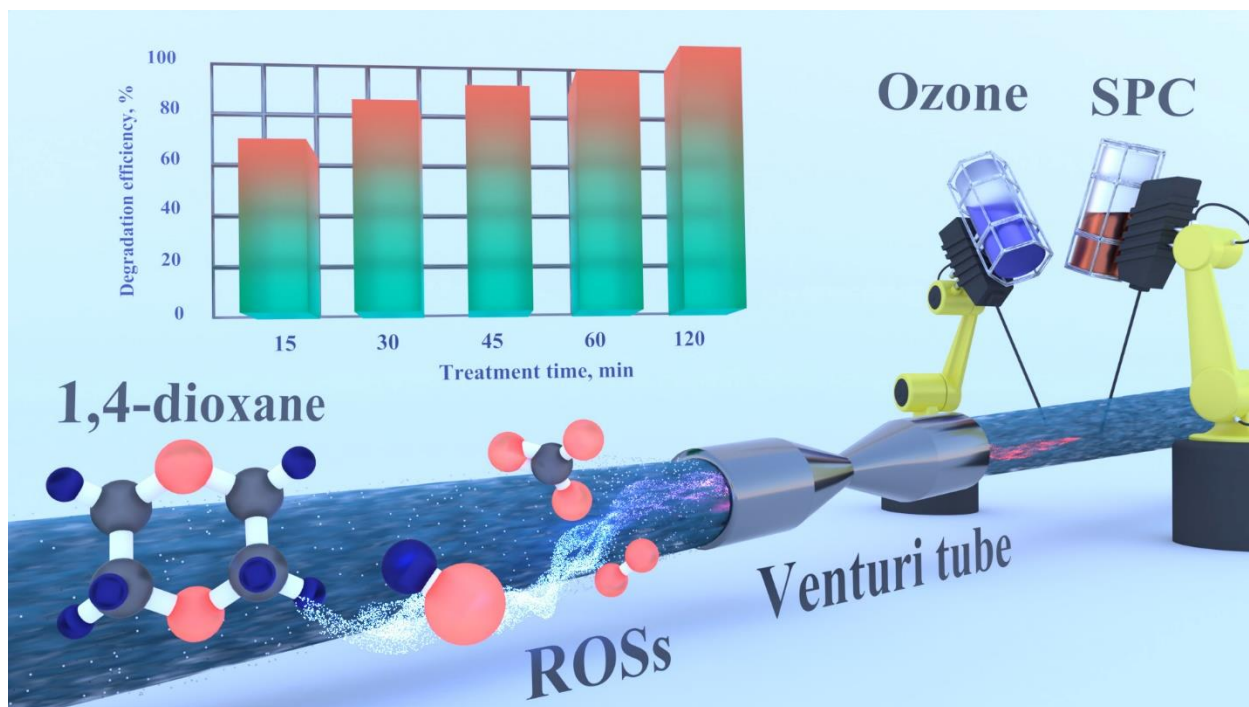 100
80
60
40
20
0
Degradation efficiency, %
15 30 45 60 120
Treatment time, min
Ozone
SPC
1,4-dioxane
Venturi tube
ROSs